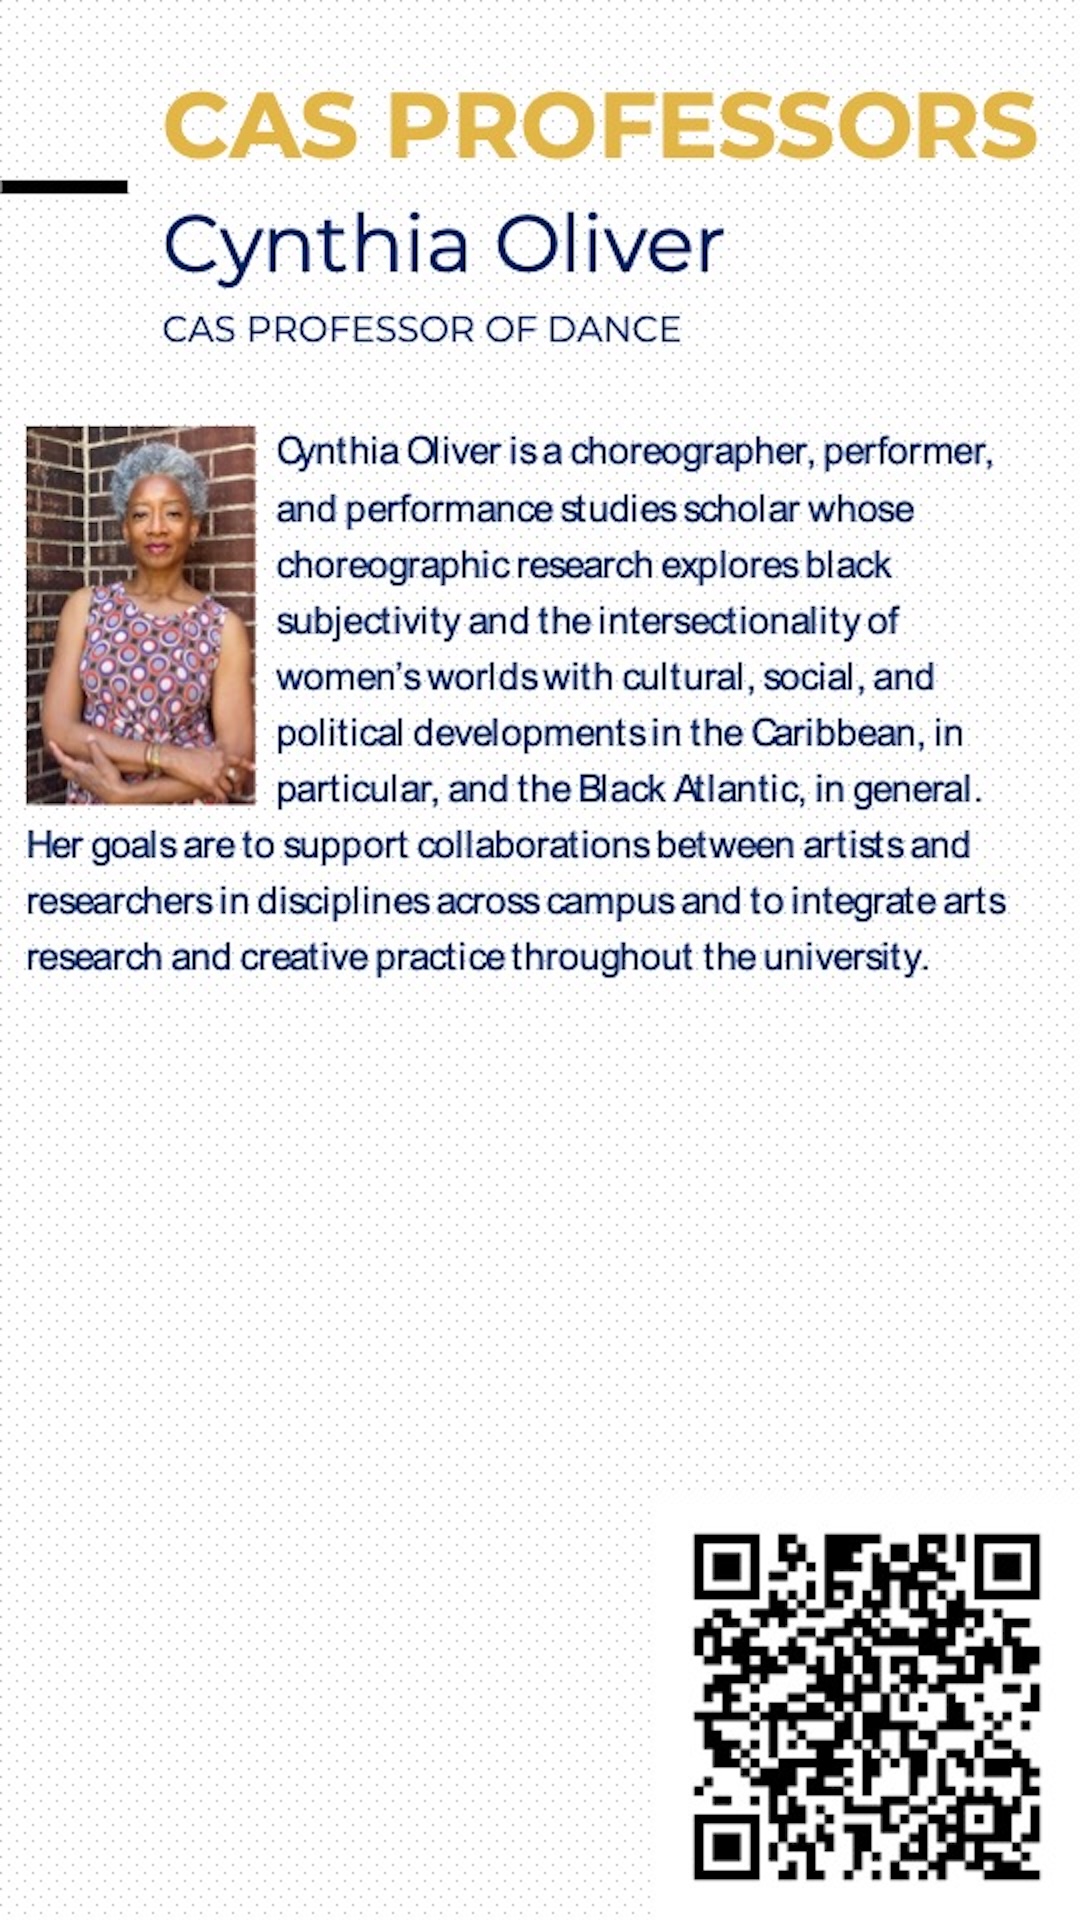 CAS PROFESSORS
Cynthia Oliver
CAS PROFESSOR OF DANCE
Cynthia Oliver is a choreographer, performer,
and performance studies scholar whose
choreographic research explores black
subjectivity and the intersectionality of
women’s worlds with cultural, social, and
political developments in the Caribbean, in
particular, and the Black Atlantic, in general.
Her goals are to support collaborations between artists and
researchers in disciplines across campus and to integrate arts
research and creative practice throughout the university.